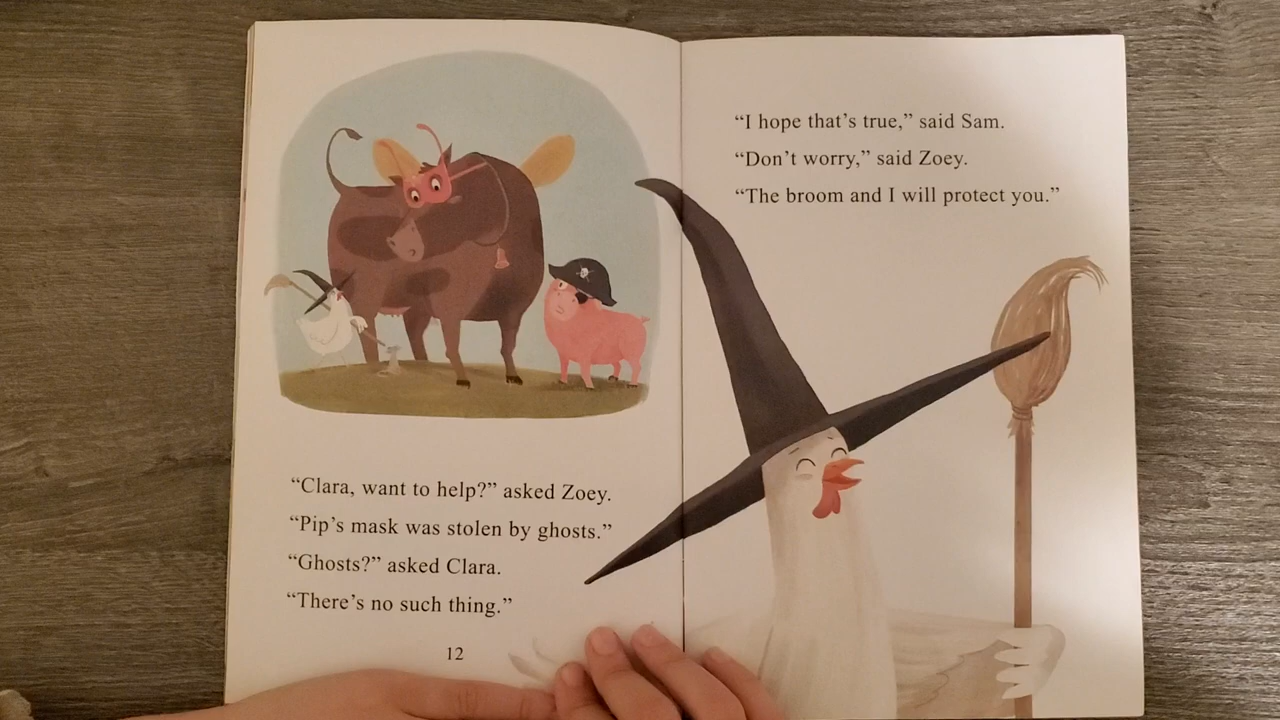 “Clara, want to help?” asked Zoey.
“Pip’s mask was stolen by ghosts.”
“Ghosts?” asked Clara.
“There’s no such thing.”
12
“I hope that’s true,” said Sam.
“Don’t worry,” said Zoey.
“The broom and I will protect you.”